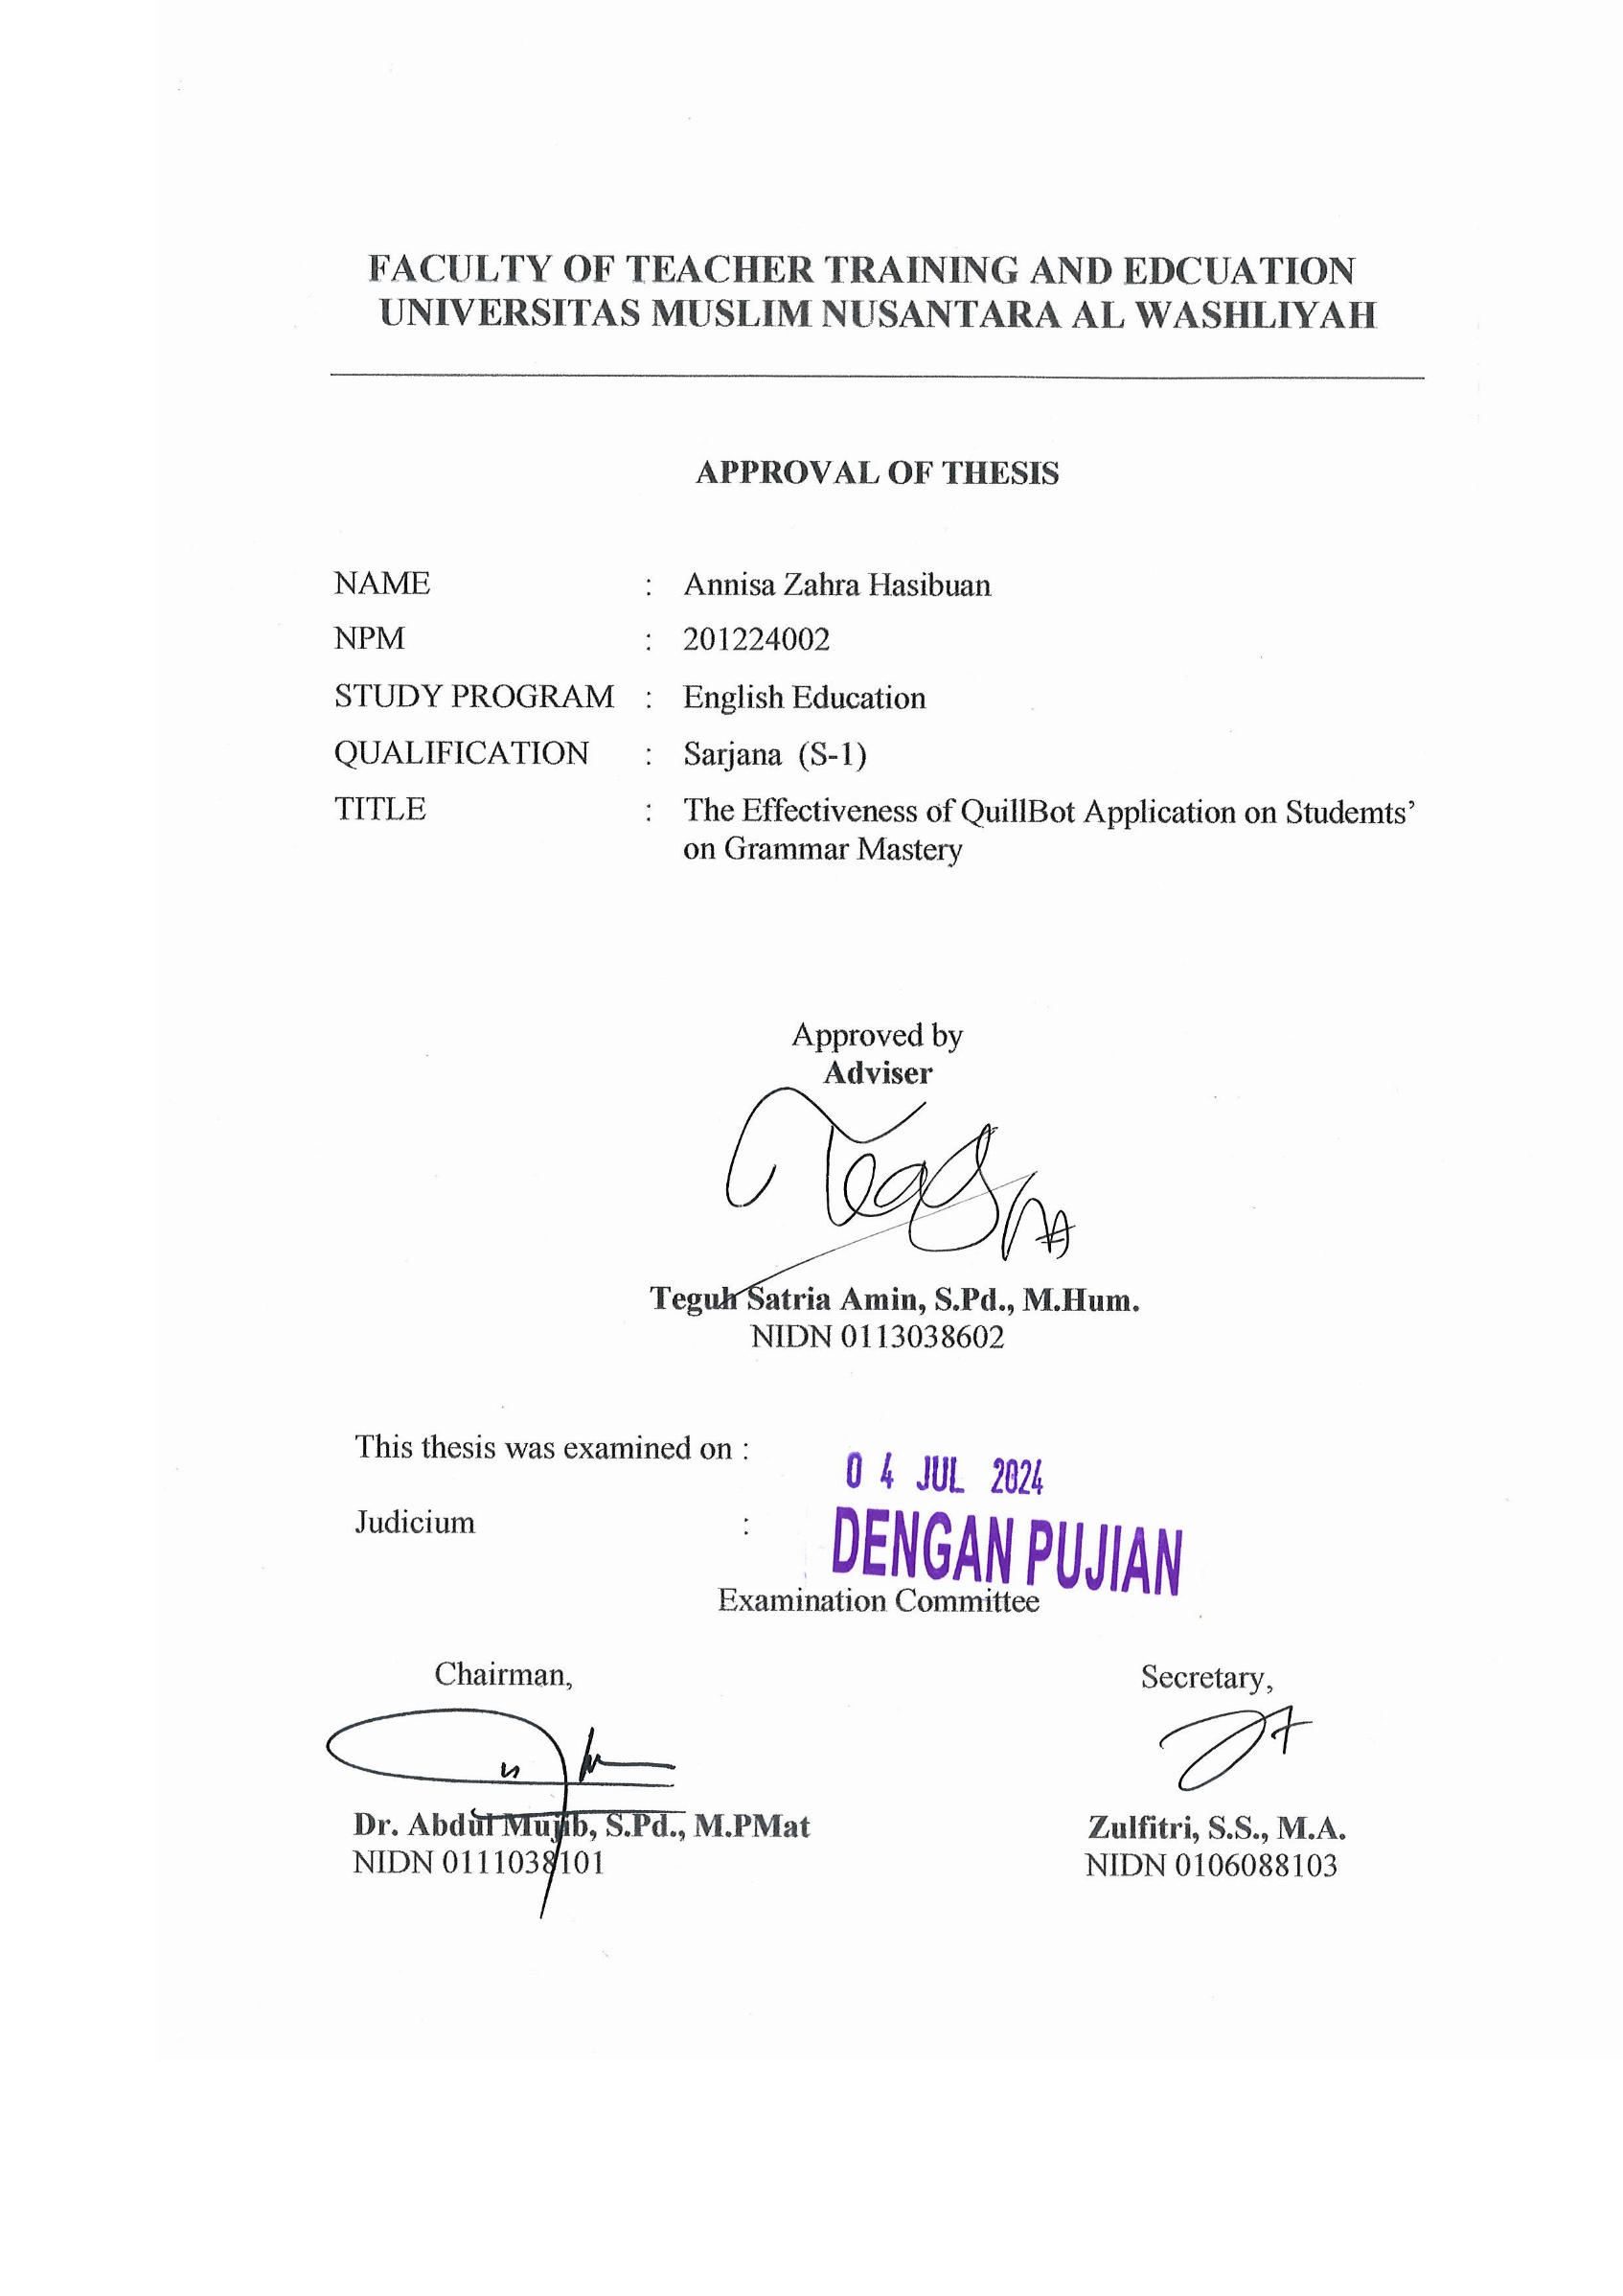 FACULTY OF TEACHER TRAINING AND EDCUATION
UNIVERSITAS MUSLIM NUSANTARA AL WASHLIYAH
APPROVAL OF THESIS
NAME : Annisa Zahra Hasibuan
NPM : 201224002
STUDY PROGRAM : English Education
QUALIFICATION : Sarjana (S-1)
TITLE : The Effectiveness of QuillBot Application on Studemts’
on Grammar Mastery
Approved by
Adviser
Teguh Satria Amin, S.Pd., M.Hum.
NIDN 0113038602
This thesis was examined on : 04 JUL 2024
Judicium : DENGAN PUJIAN
Examination Committee
Chairman, Secretary,
Dr. Abdul Mujib, S.Pd., M.PMat Zulfitri, S.S., M.A.
NIDN 0111038101 NIDN 0106088103